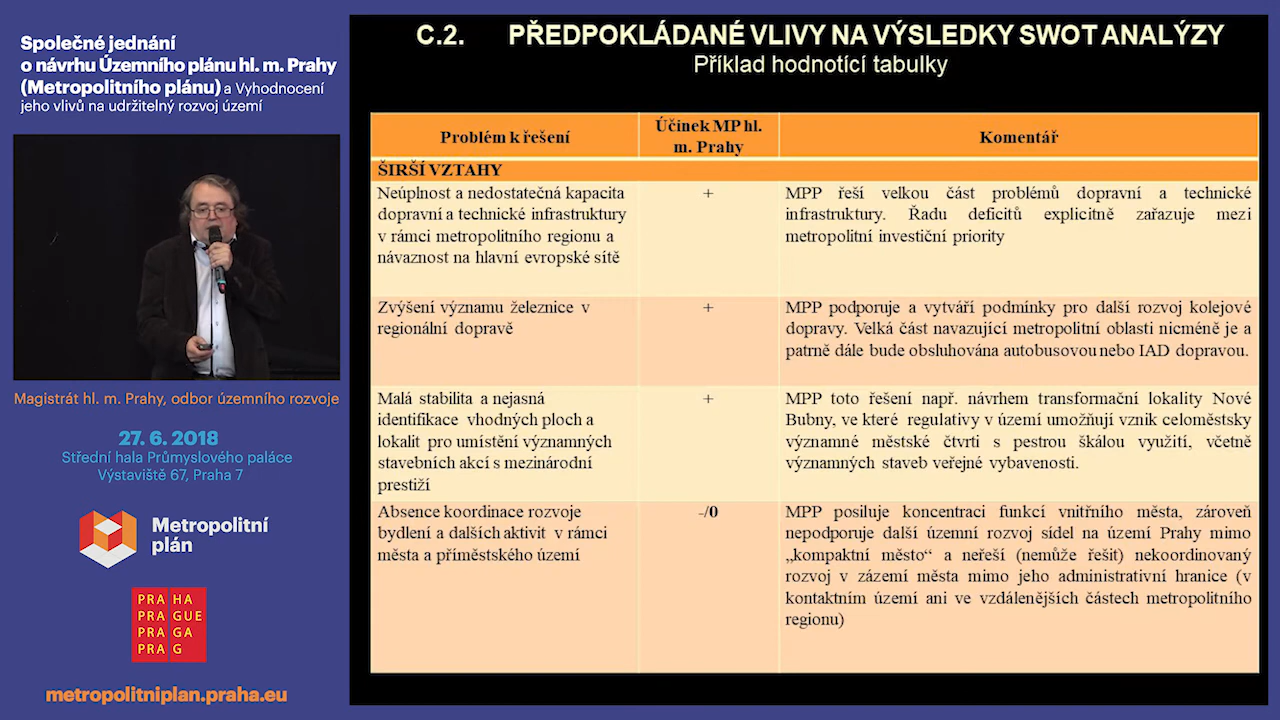 Společné jednání
o návrhu Územního plánu hl. m. Prahy
(Metropolitního plánu) a Vyhodnocení
jeho vlivů na udržitelný rozvoj území
Magistrát hl. m. Prahy, odbor územního rozvoje
27. 6. 2018
Střední hala Průmyslového paláce
Výstaviště 67, Praha 7
Metropolitní
plán
PRA HA
PRA GUE
PRA GA
PRA G
metropolitniplan.praha.eu
C.2. PŘEDPOKLÁDANÉ VLIVY NA VÝSLEDKY SWOT ANALÝZY
Příklad hodnotící tabulky
Problém k řešení
Účinek MP hl.
m. Prahy
Komentář
ŠIRŠÍ VZTAHY
Neúplnost a nedostatečná kapacita
dopravní a technické infrastruktury
v rámci metropolitního regionu a
návaznost na hlavní evropské sítě
+
MPP řeší velkou část problémů dopravní a technické
infrastruktury. Řadu deficitů explicitně zařazuje mezi
metropolitní investiční priority
Zvýšení významu železnice v
regionální dopravě
+
MPP podporuje a vytváří podmínky pro další rozvoj kolejové
dopravy. Velká část navazující metropolitní oblasti nicméně je a
patrně dále bude obsluhována autobusovou nebo IAD dopravou.
Malá stabilita a nejasná
identifikace vhodných ploch a
lokalit pro umístění významných
stavebních akcí s mezinárodní
prestiží
+
MPP toto řešení např. návrhem transformační lokality Nové
Bubny, ve které regulativy v území umožňují vznik celoměstsky
významné městské čtvrti s pestrou škálou využití, včetně
významných staveb veřejné vybavenosti.
Absence koordinace rozvoje
bydlení a dalších aktivit v rámci
města a příměstského území
-/0
MPP posiluje koncentraci funkcí vnitřního města, zároveň
nepodporuje další územní rozvoj sídel na území Prahy mimo
„kompaktní město“ a neřeší (nemůže řešit) nekoordinovaný
rozvoj v zázemí města mimo jeho administrativní hranice (v
kontaktním území ani ve vzdálenějších částech metropolitního
regionu)